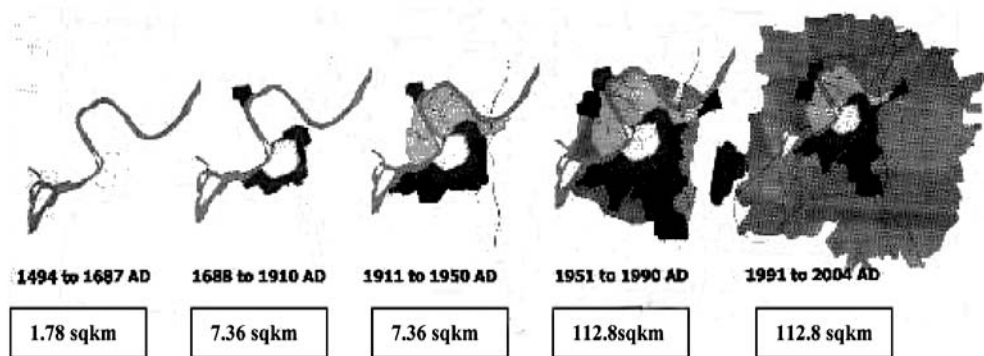 1494 to 1687 AD
1688 to 1910 AD
1911 to 1950 AD
1951 to 1990 AD
1991 to 2004 AD
1.78 sqkm
7.36 sqkm
7.36 sqkm
112.8sqkm
112.8 sqkm